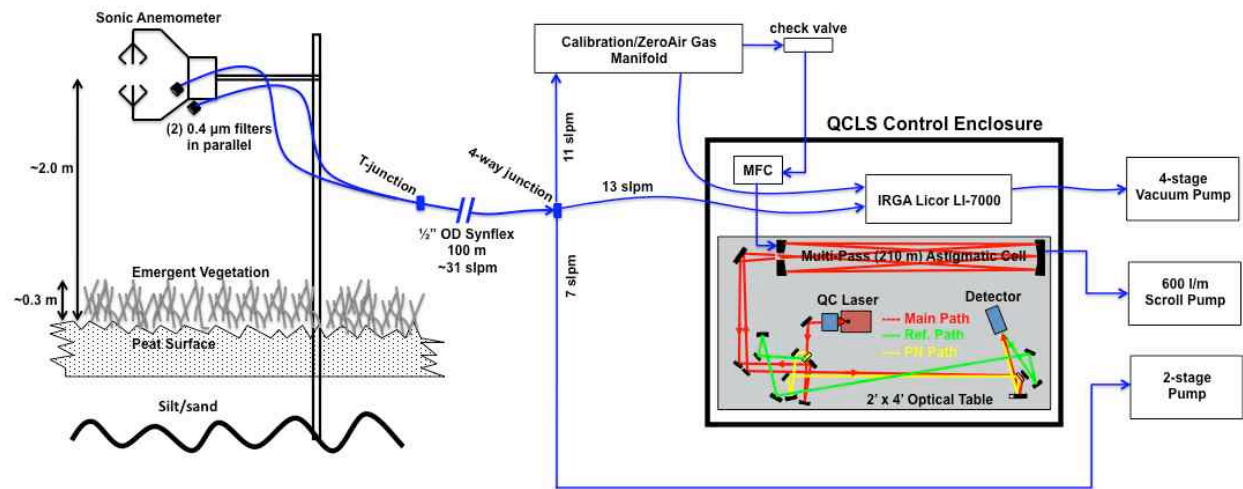 Sonic Anemometer
(2) 0.4 µm filters
in parallel
~2.0 m
~0.3 m
T-junction
½" OD Synflex
100 m
~31 slpm
4-way junction
11 slpm
13 slpm
7 slpm
Emergent Vegetation
Peat Surface
Silt/sand
Calibration/ZeroAir Gas
Manifold
check valve
QCLS Control Enclosure
MFC
IRGA Licor LI-7000
Multi-Pass (210 m) Astigmatic Cell
QC Laser
Detector
Main Path
Ref. Path
PN Path
2' x 4' Optical Table
4-stage
Vacuum Pump
600 l/m
Scroll Pump
2-stage
Pump